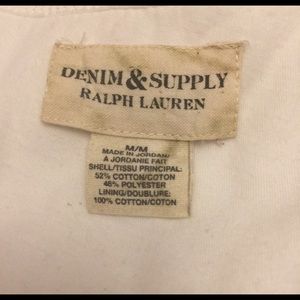 DENIM & SUPPLY
RALPH LAUREN
M/M
MADE IN JORDAN/
A JORDANIE FAIT
SHELL/TISSU PRINCIPAL:
52% COTTON/COTON
48% POLYESTER
LINING/DOUBLURE:
100% COTTON/COTON